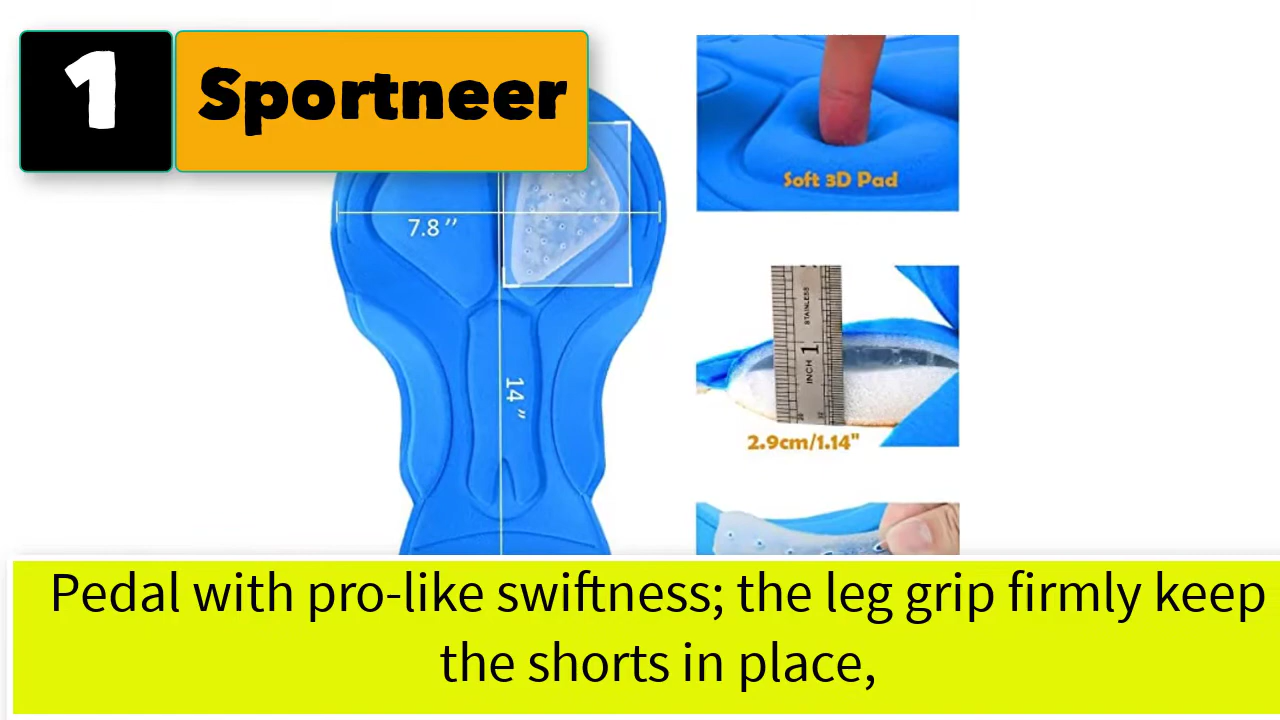 1 Sportneer
Soft 3D Pad
7.8"
14"
STAINLESS
INCH 1
2.9cm/1.14"
Pedal with pro-like swiftness; the leg grip firmly keep
the shorts in place,